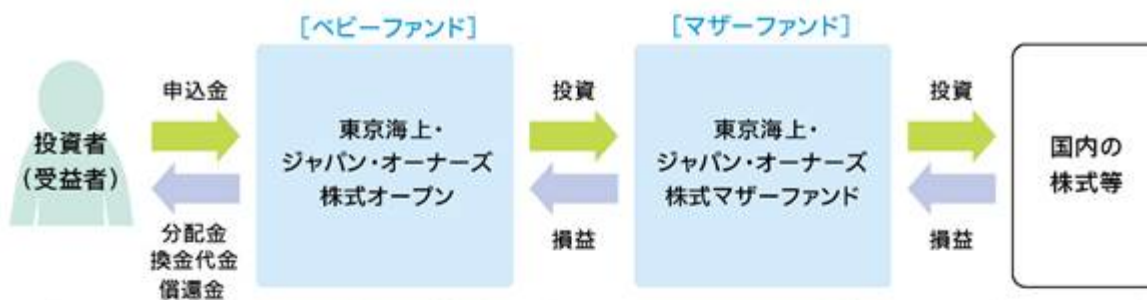 [ベビーファンド]
[マザーファンド]
申込金
投資
投資
投資者
(受益者)
東京海上・
ジャパン・オーナーズ
株式オープン
東京海上・
ジャパン・オーナーズ
株式マザーファンド
国内の
株式等
分配金
換金代金
償還金
損益
損益